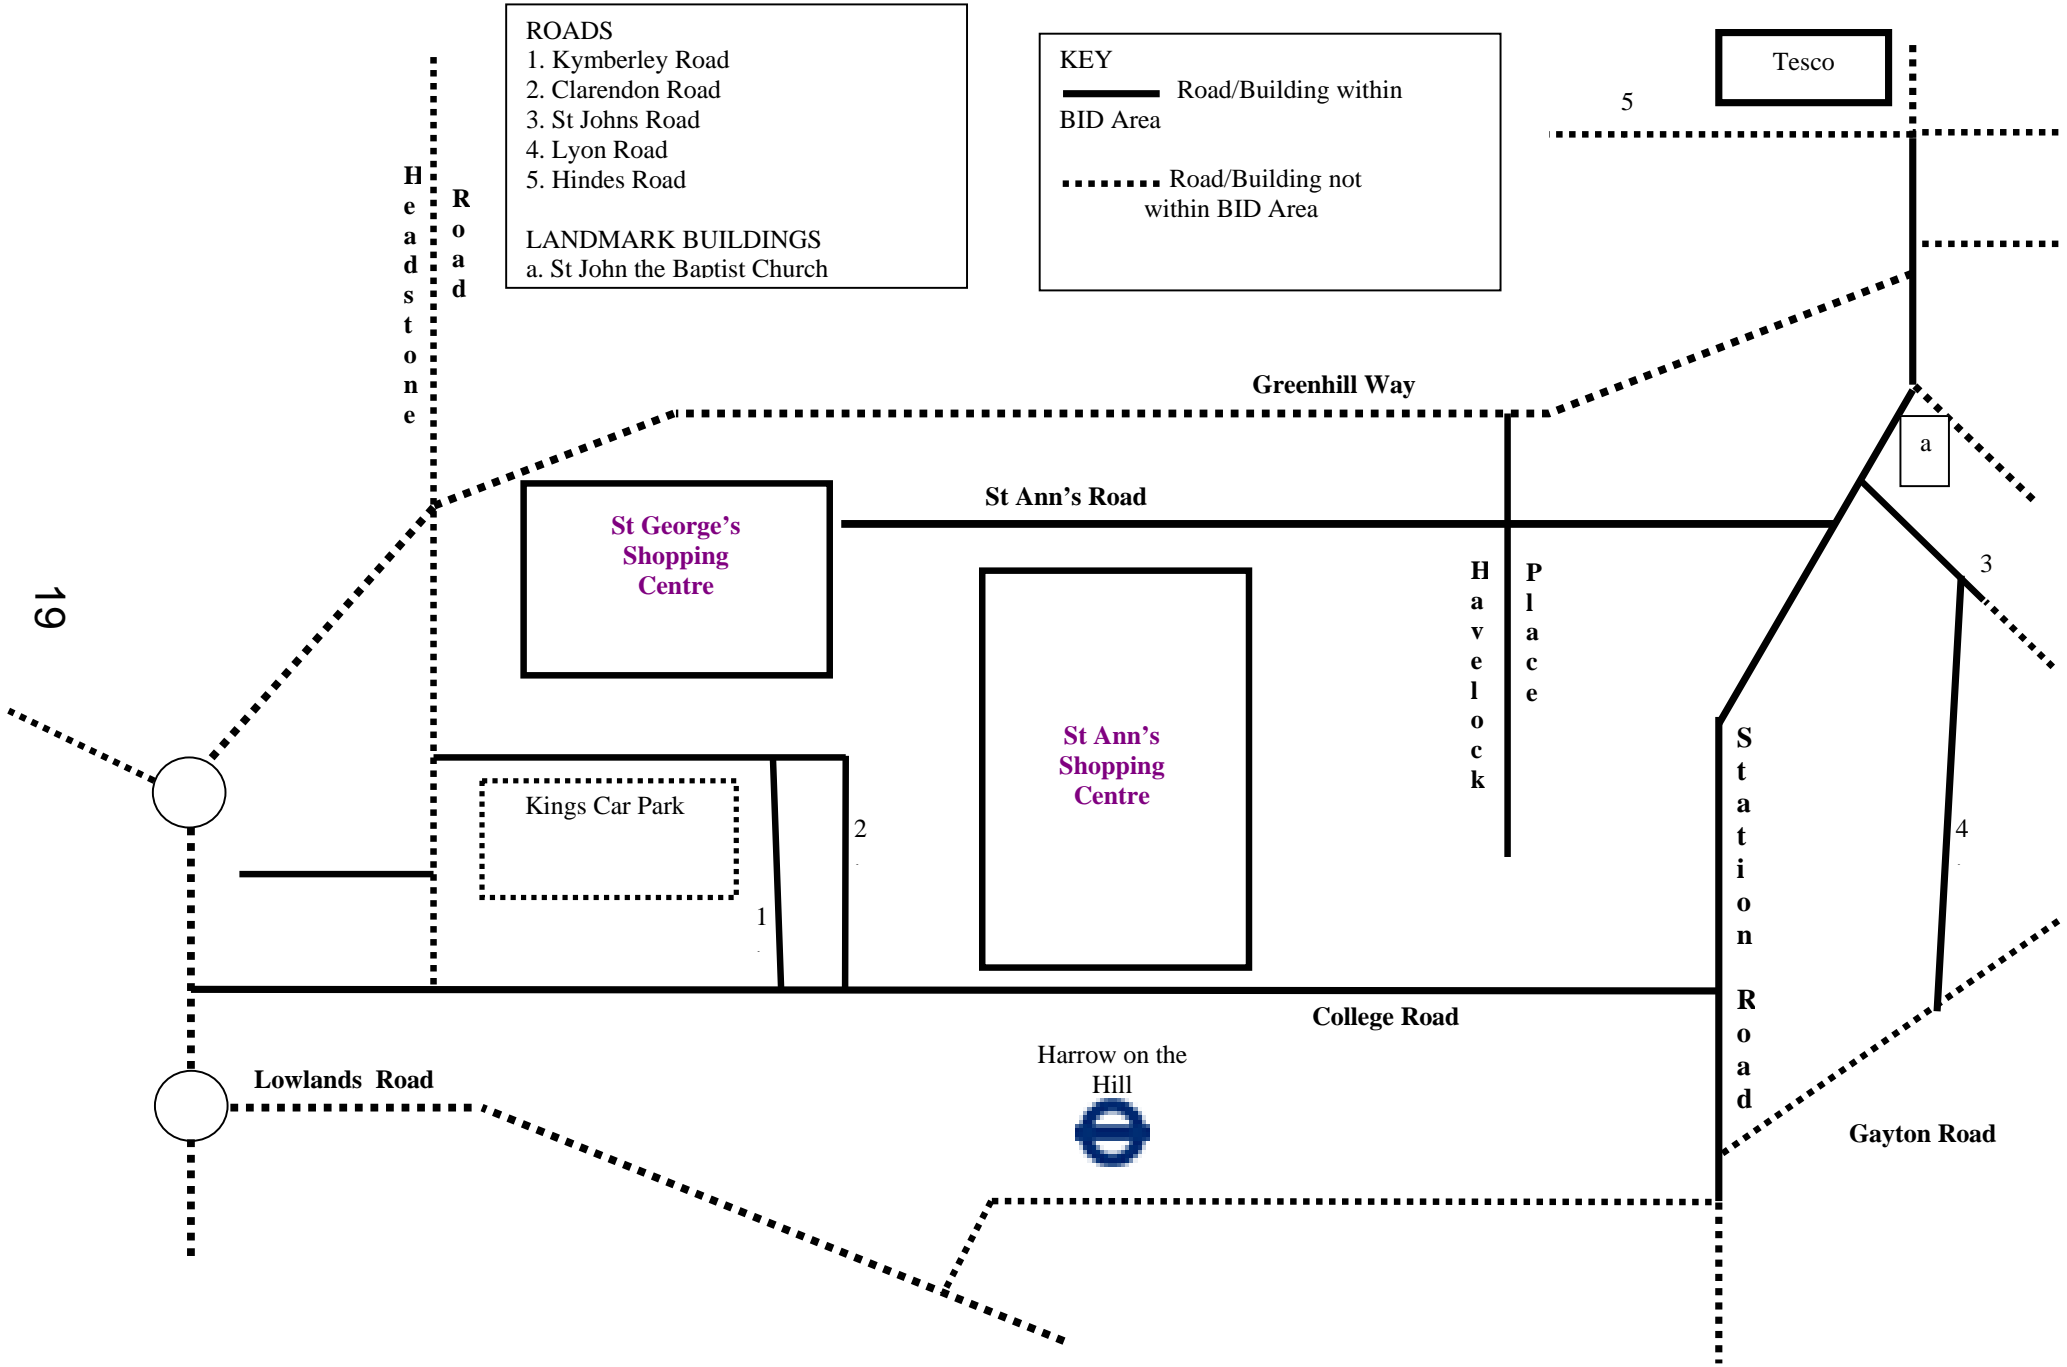 ROADS
1. Kymberley Road
2. Clarendon Road
3. St Johns Road
4. Lyon Road
5. Hindes Road
LANDMARK BUILDINGS
a. St John the Baptist Church
KEY
Road/Building within
BID Area
Road/Building not
within BID Area
Tesco
5
Headstone
Road
Greenhill Way
a
St Ann's Road
St George's
Shopping
Centre
Havelock
Place
3
19
St Ann's
Shopping
Centre
Station
Road
Kings Car Park
2
4
1
College Road
Harrow on the
Hill
Lowlands Road
Gayton Road